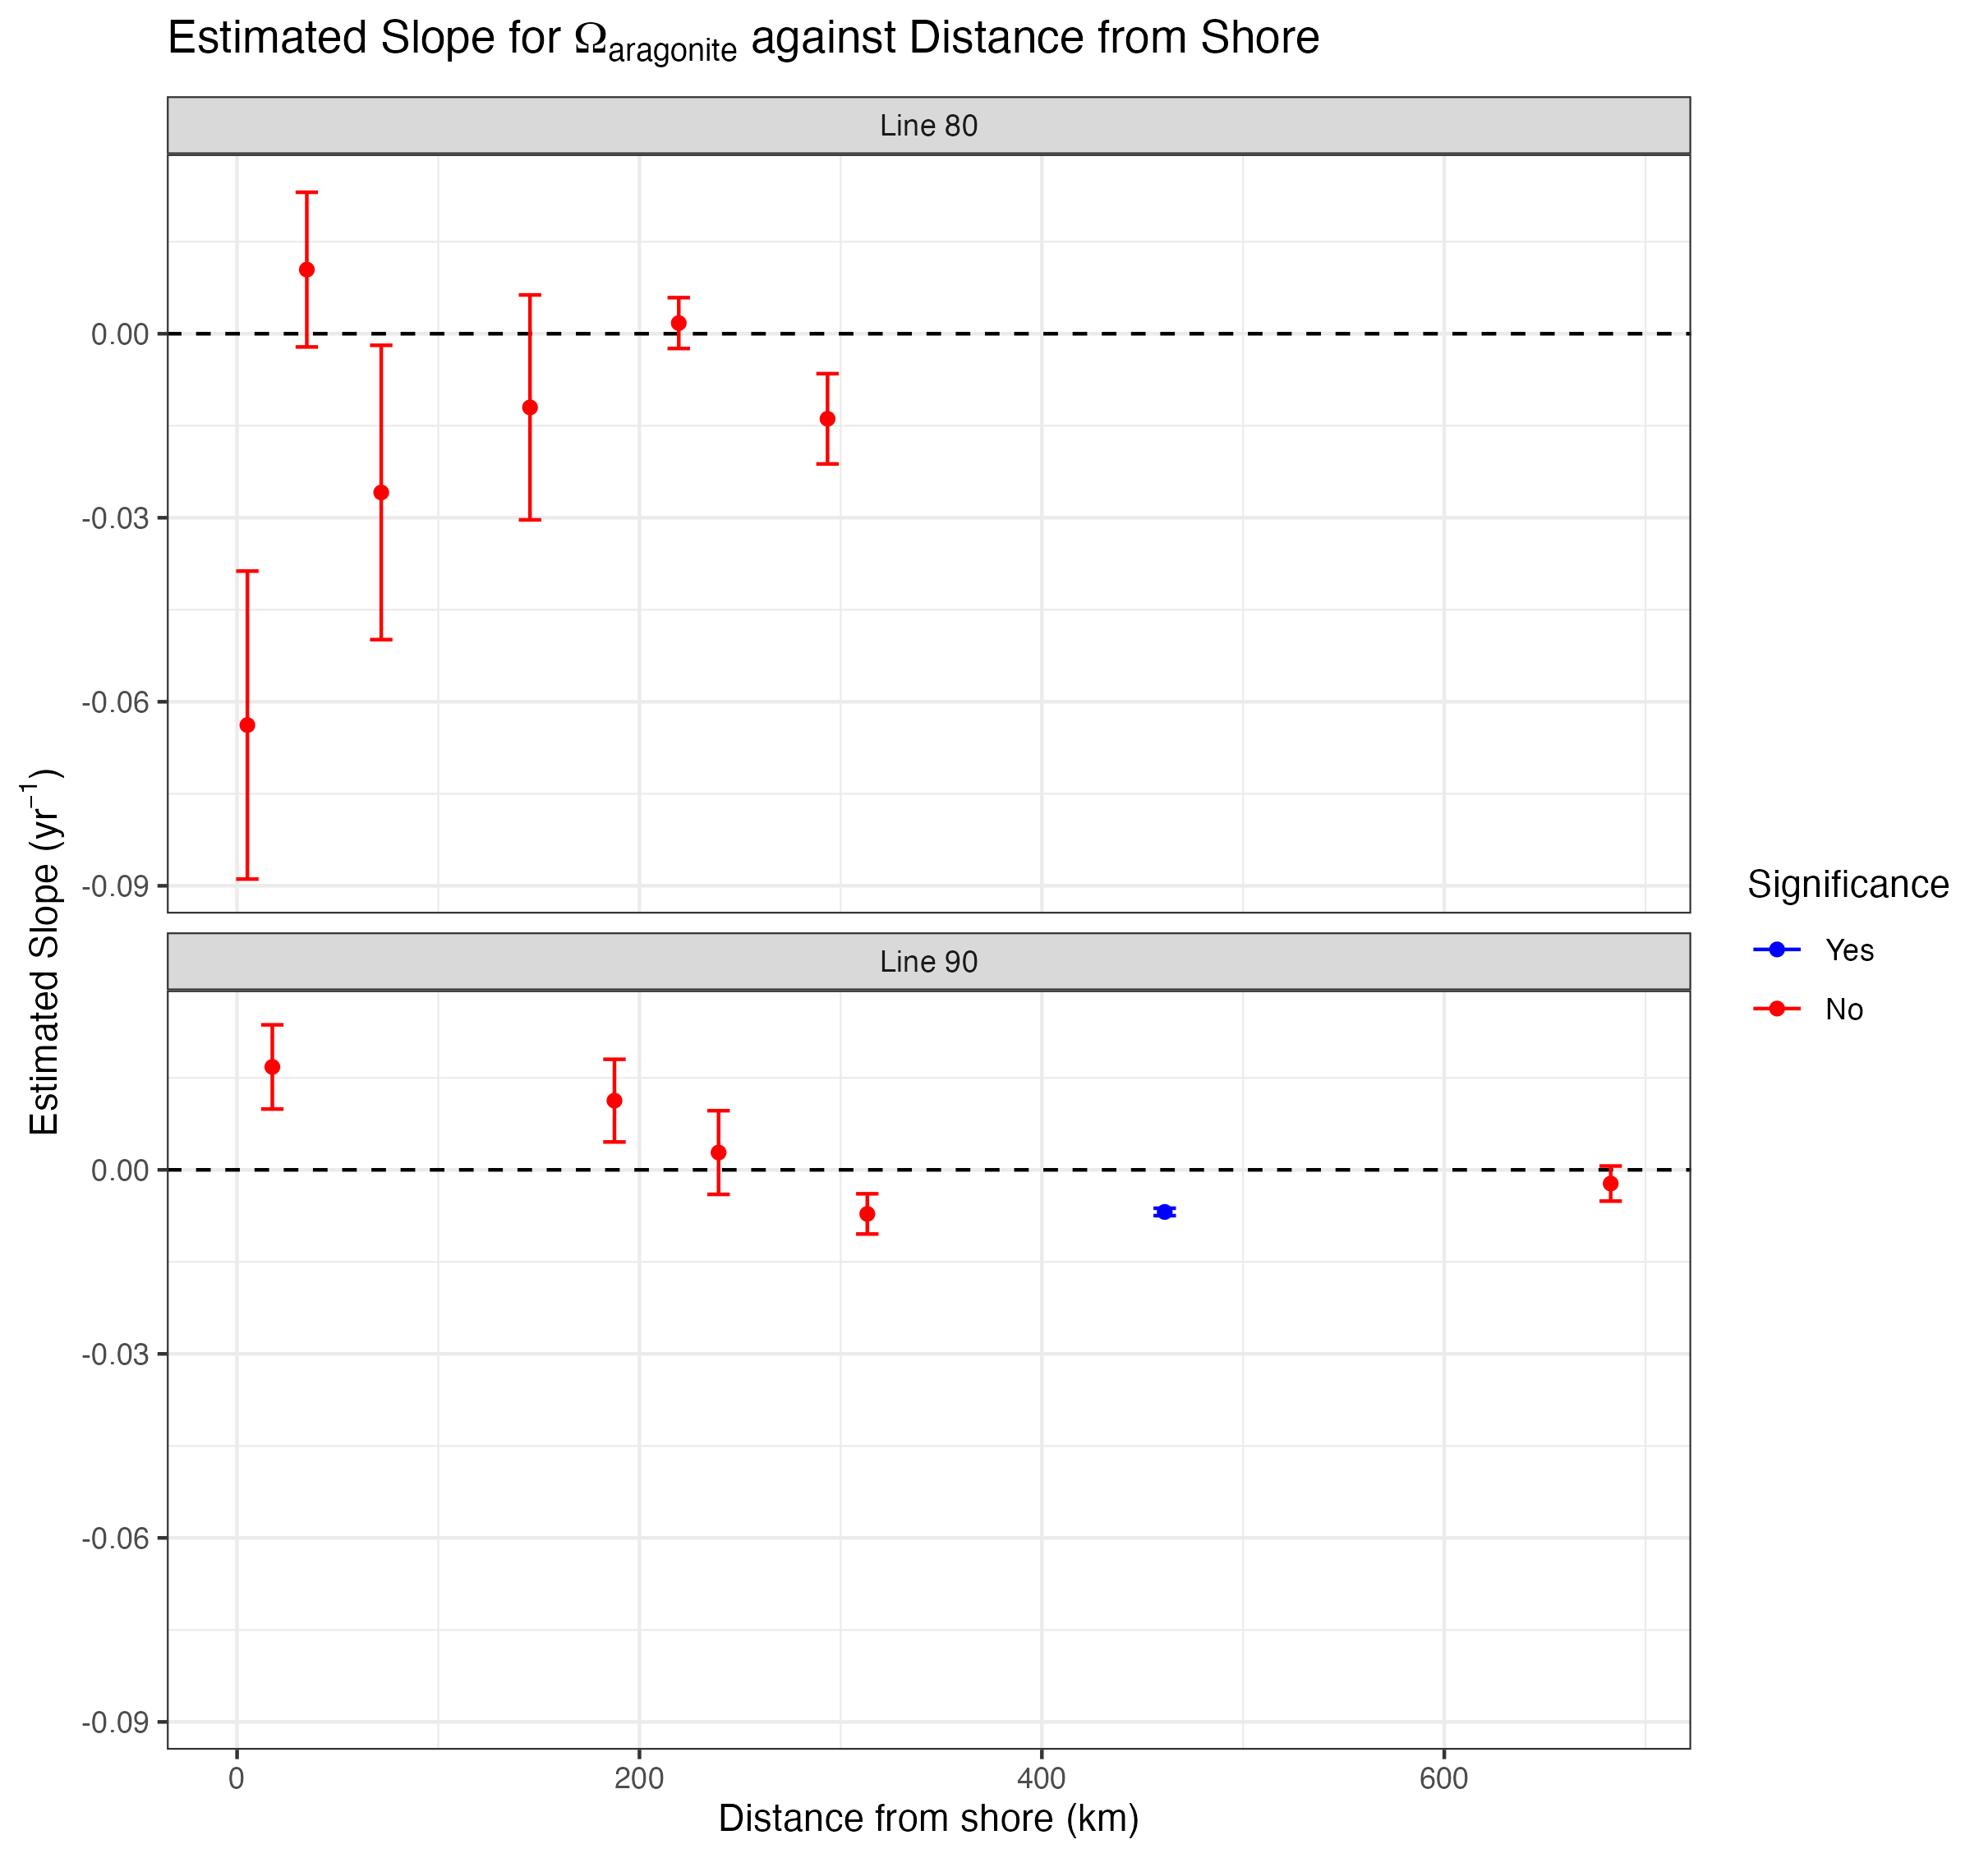 Estimated Slope for Ωaragonite against Distance from Shore
Line 80
0.00
-0.03
-0.06
-0.09
Line 90
0.00
-0.03
-0.06
-0.09
0 200 400 600
Distance from shore (km)
Estimated Slope (yr⁻¹)
Significance
Yes
No